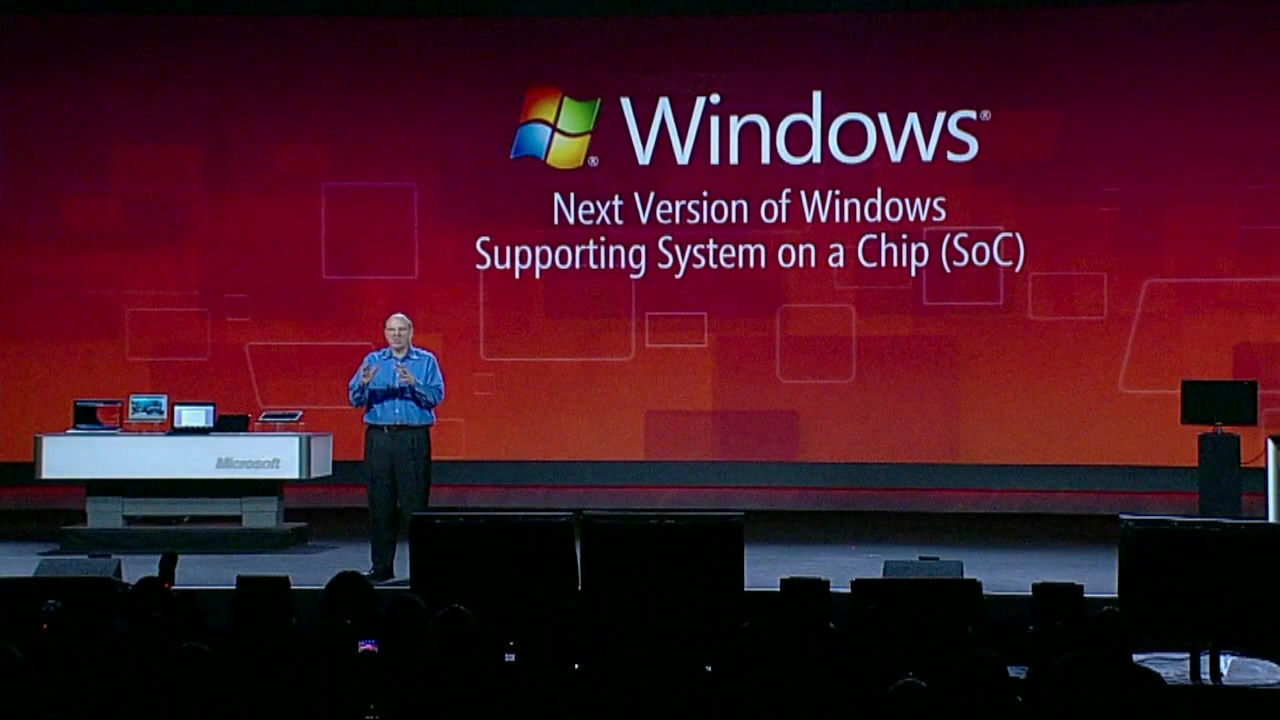 Windows®
®
Next Version of Windows
Supporting System on a Chip (SoC)
Microsoft